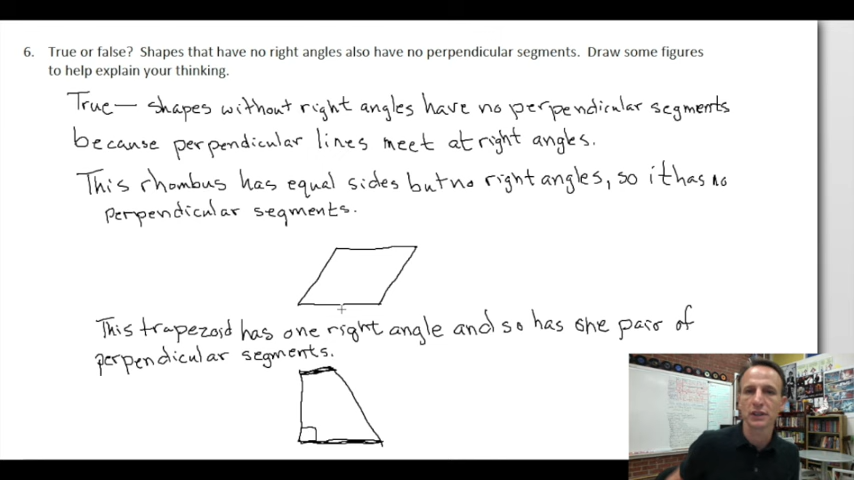 6. True or false? Shapes that have no right angles also have no perpendicular segments. Draw some figures
to help explain your thinking.
True— shapes without right angles have no perpendicular segments
because perpendicular lines meet at right angles.
This rhombus has equal sides but no right angles, so it has no
perpendicular segments.
This trapezoid has one right angle and so has one pair of
perpendicular segments.